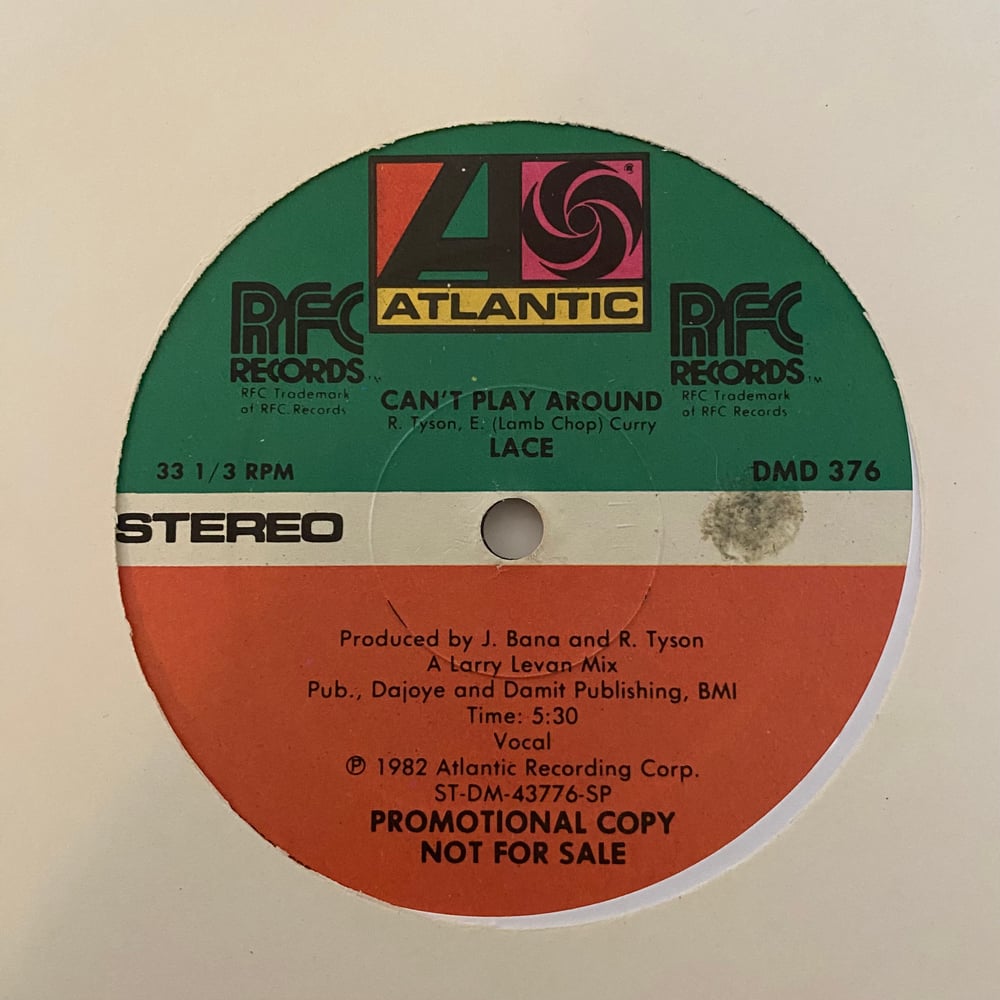 ATLANTIC
RFC
RECORDS™
RFC Trademark
of RFC Records
RFC
RECORDS™
RFC Trademark
of RFC Records
CAN'T PLAY AROUND
R. Tyson, E. (Lamb Chop) Curry
LACE
33 1/3 RPM
DMD 376
STEREO
Produced by J. Bana and R. Tyson
A Larry Levan Mix
Pub., Dajoye and Damit Publishing, BMI
Time: 5:30
Vocal
℗ 1982 Atlantic Recording Corp.
ST-DM-43776-SP
PROMOTIONAL COPY
NOT FOR SALE